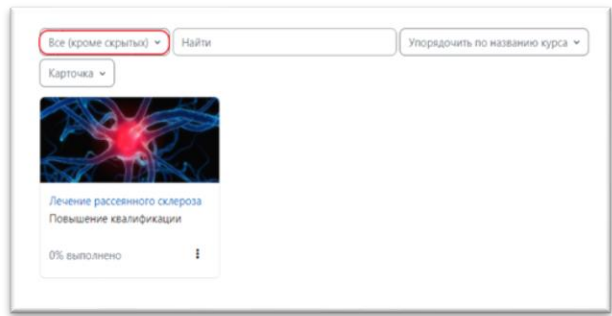 Все (кроме скрытых)
Найти
Упорядочить по названию курса
Карточка
Лечение рассеянного склероза
Повышение квалификации
0% выполнено